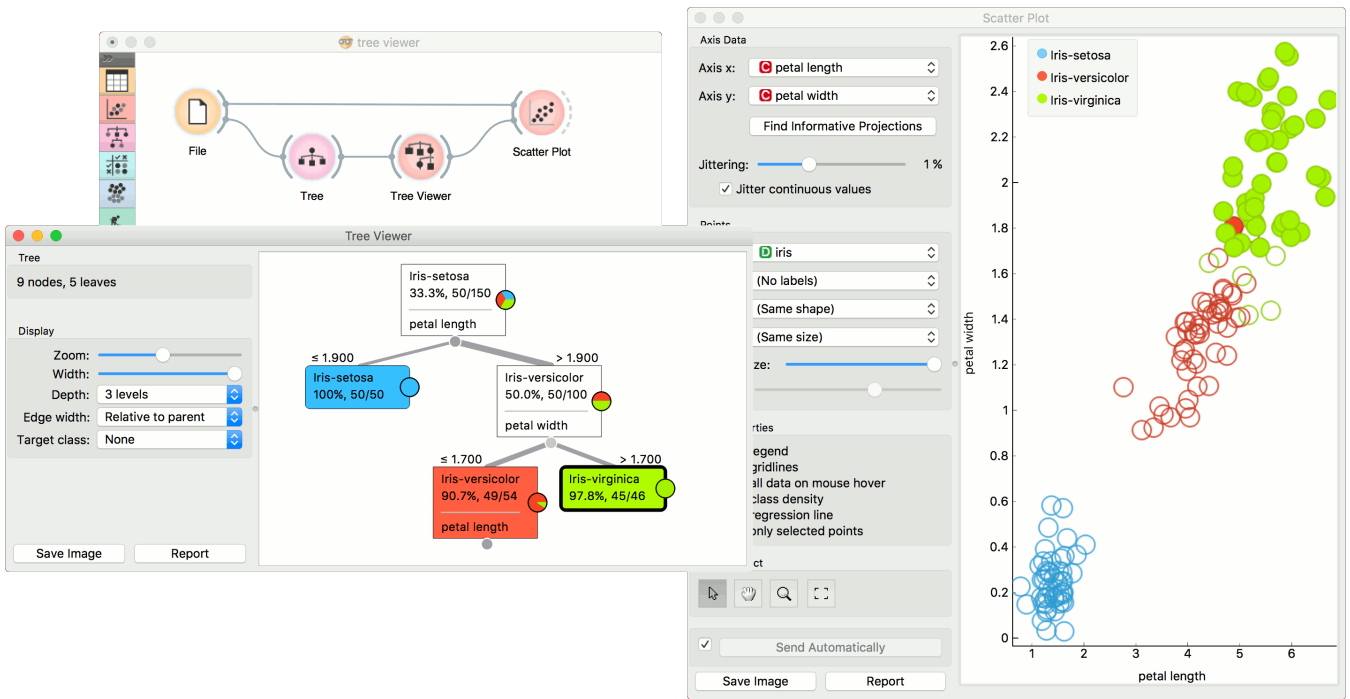 tree viewer
File
Tree
Tree Viewer
Scatter Plot
Tree Viewer
Tree
9 nodes, 5 leaves
Display
Zoom:
Width:
Depth: 3 levels
Edge width: Relative to parent
Target class: None
Save Image Report
Iris-setosa
33.3%, 50/150
petal length
≤ 1.900
> 1.900
Iris-setosa
100%, 50/50
Iris-versicolor
50.0%, 50/100
petal width
≤ 1.700
> 1.700
Iris-versicolor
90.7%, 49/54
petal length
Iris-virginica
97.8%, 45/46
Scatter Plot
Axis Data
Axis x: C petal length
Axis y: C petal width
Find Informative Projections
Jittering: 1 %
Jitter continuous values
Points
D iris
(No labels)
(Same shape)
(Same size)
ze:
erties
egend
gridlines
all data on mouse hover
class density
regression line
only selected points
ct
Send Automatically
Save Image Report
Iris-setosa
Iris-versicolor
Iris-virginica
2.6
2.4
2.2
2
1.8
1.6
1.4
1.2
1
0.8
0.6
0.4
0.2
0
petal width
1 2 3 4 5 6
petal length